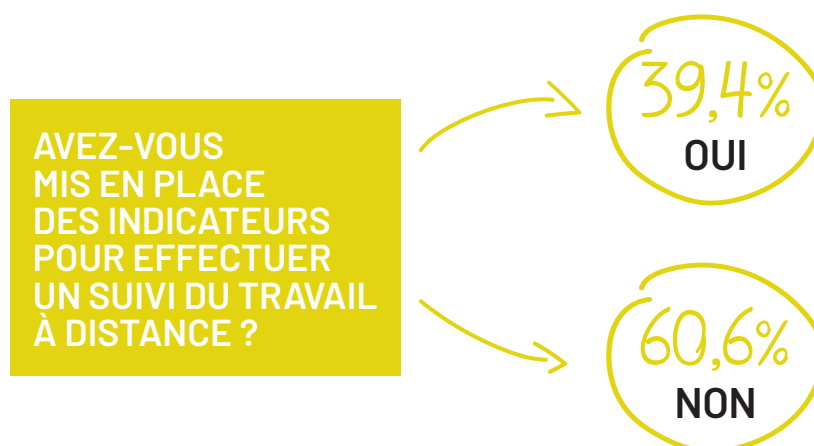 AVEZ-VOUS
MIS EN PLACE
DES INDICATEURS
POUR EFFECTUER
UN SUIVI DU TRAVAIL
À DISTANCE ?
39,4%
OUI
60,6%
NON